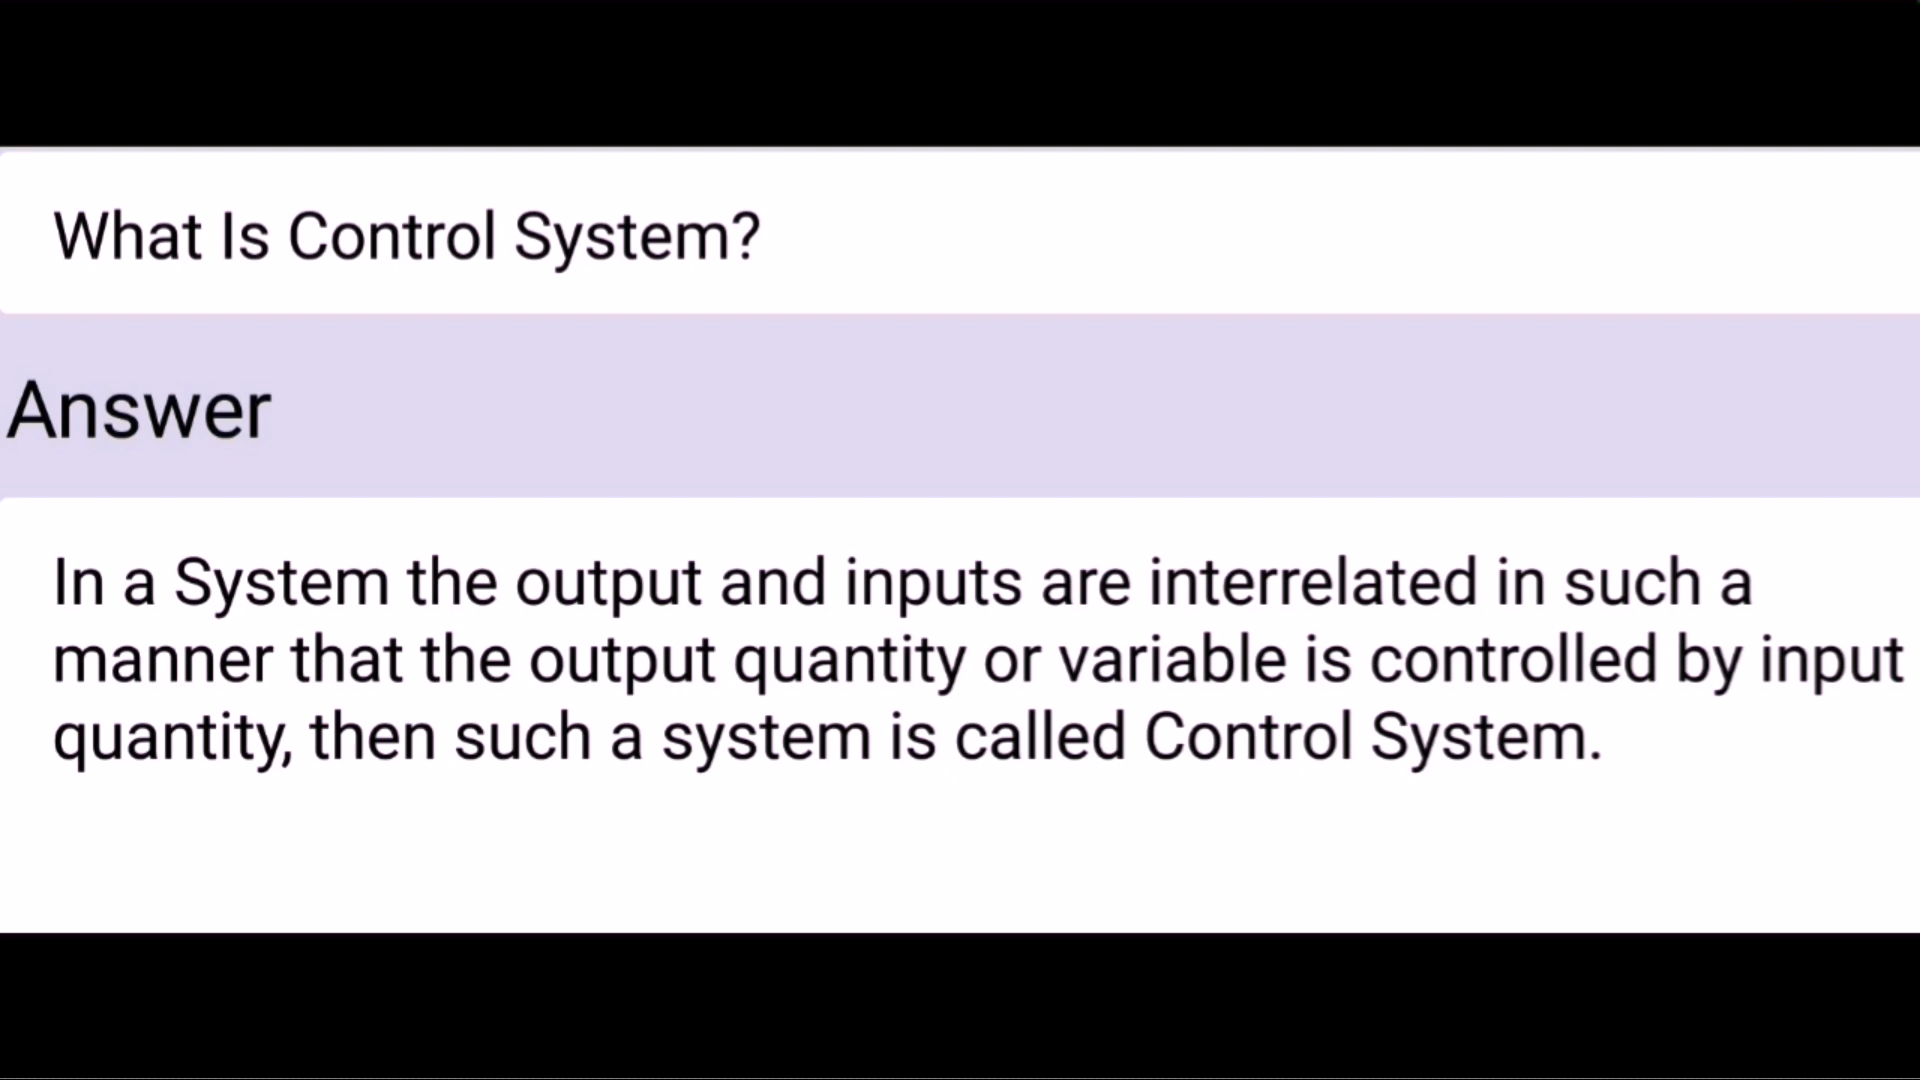 What Is Control System?
Answer
In a System the output and inputs are interrelated in such a
manner that the output quantity or variable is controlled by input
quantity, then such a system is called Control System.